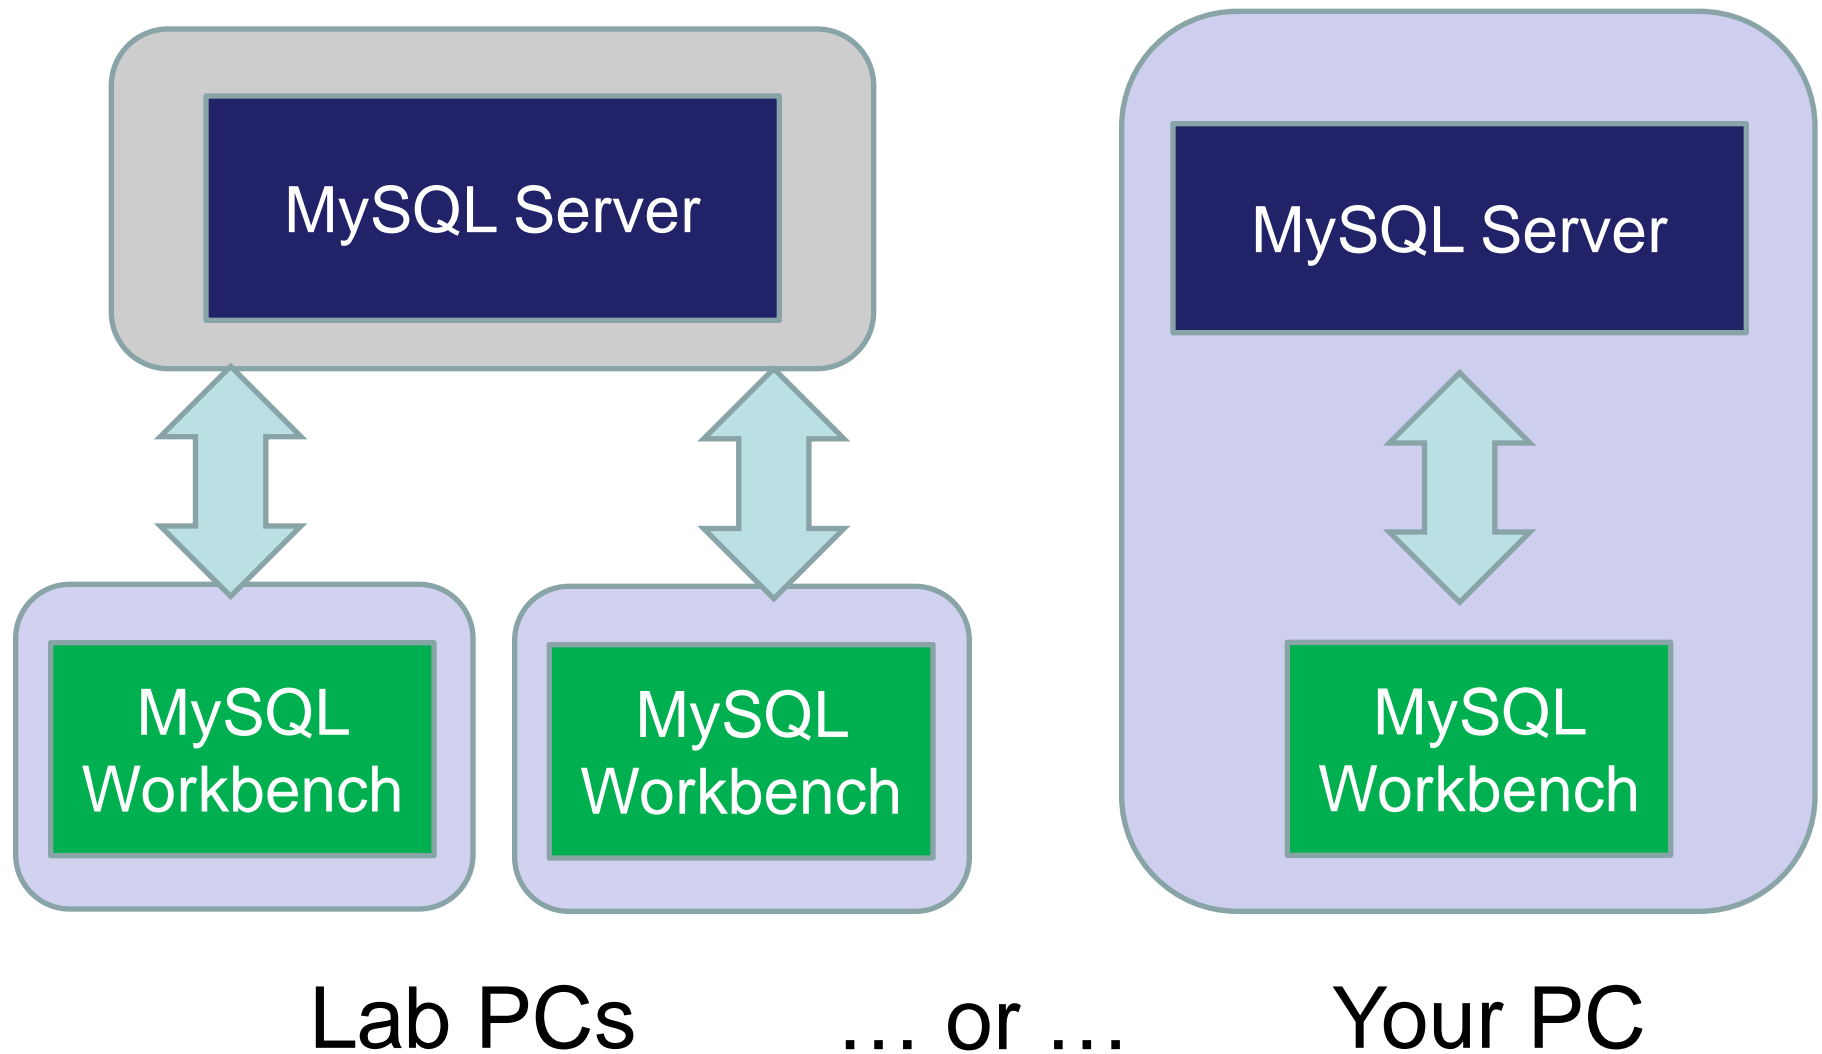 MySQL Server
MySQL Server
MySQL
Workbench
MySQL
Workbench
MySQL
Workbench
Lab PCs
... or ...
Your PC